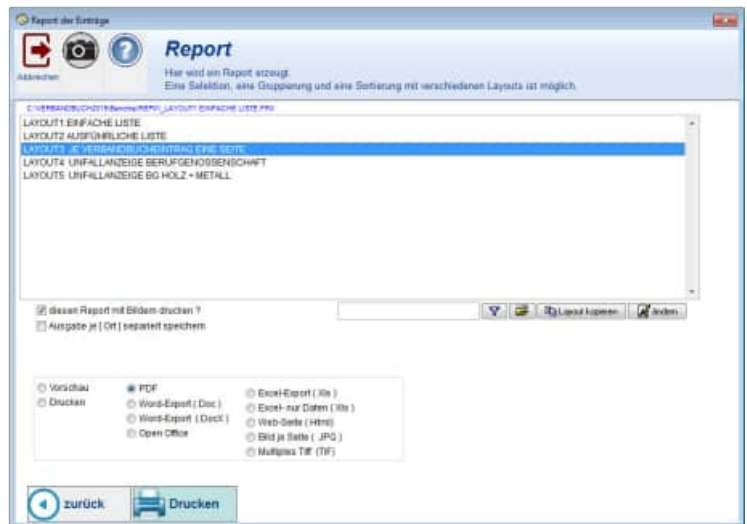 Report der Einträge
Abbrechen
Report
Hier wird ein Report erzeugt.
Eine Selektion, eine Gruppierung und eine Sortierung mit verschiedenen Layouts ist möglich.
LAYOUT1 EINFACHE LISTE
LAYOUT2 AUSFÜHRLICHE LISTE
LAYOUT3 JE VERBANDBUCHEINTRAG EINE SEITE
LAYOUT4 UNFALLANZEIGE BERUFGENOSSENSCHAFT
LAYOUT5 UNFALLANZEIGE BG HOLZ + METALL
diesen Report mit Bildern drucken ?
Layout kopieren
ändern
Ausgabe je [ Ort ] separiert speichern
Vorschau
Drucken
PDF
Word-Export ( Doc )
Word-Export ( DocX )
Open Office
Excel-Export ( Xls )
Excel- nur Daten ( Xls )
Web-Seite ( Html)
Bild je Seite ( .JPG )
Multiples Tiff (TIF)
zurück
Drucken